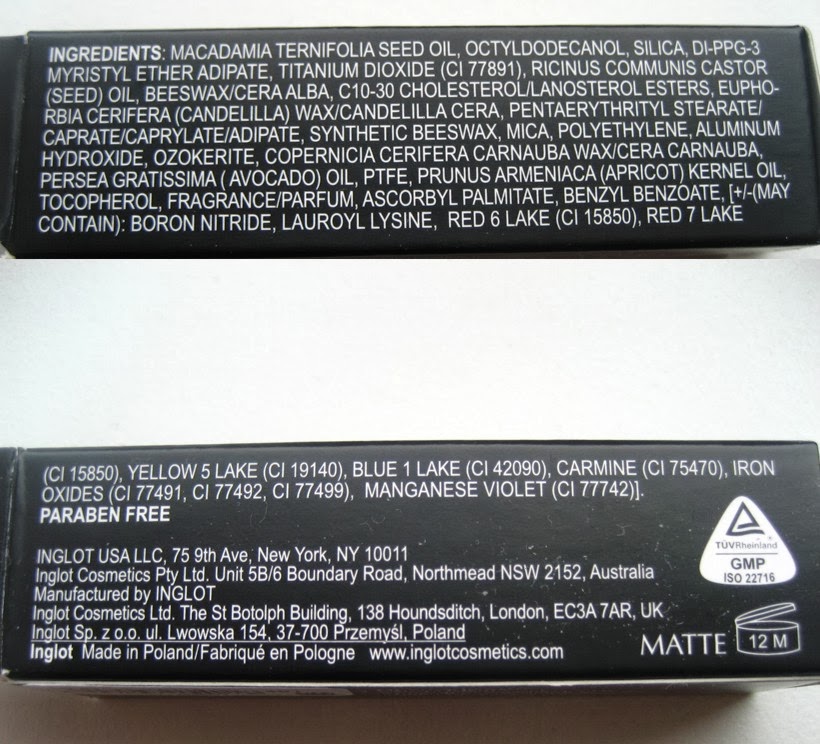 INGREDIENTS: MACADAMIA TERNIFOLIA SEED OIL, OCTYLDODECANOL, SILICA, DI-PPG-3
MYRISTYL ETHER ADIPATE, TITANIUM DIOXIDE (CI 77891), RICINUS COMMUNIS CASTOR
(SEED) OIL, BEESWAX/CERA ALBA, C10-30 CHOLESTEROL/LANOSTEROL ESTERS, EUPHO-
RBIA CERIFERA (CANDELILLA) WAX/CANDELILLA CERA, PENTAERYTHRITYL STEARATE/
CAPRATE/CAPRYLATE/ADIPATE, SYNTHETIC BEESWAX, MICA, POLYETHYLENE, ALUMINUM
HYDROXIDE, OZOKERITE, COPERNICIA CERIFERA CARNAUBA WAX/CERA CARNAUBA,
PERSEA GRATISSIMA ( AVOCADO) OIL, PTFE, PRUNUS ARMENIACA (APRICOT) KERNEL OIL,
TOCOPHEROL, FRAGRANCE/PARFUM, ASCORBYL PALMITATE, BENZYL BENZOATE, [+/-(MAY
CONTAIN): BORON NITRIDE, LAUROYL LYSINE, RED 6 LAKE (CI 15850), RED 7 LAKE
(CI 15850), YELLOW 5 LAKE (CI 19140), BLUE 1 LAKE (CI 42090), CARMINE (CI 75470), IRON
OXIDES (CI 77491, CI 77492, CI 77499), MANGANESE VIOLET (CI 77742)].
PARABEN FREE
TÜVRheinland
GMP
ISO 22716
INGLOT USA LLC, 75 9th Ave, New York, NY 10011
Inglot Cosmetics Pty Ltd. Unit 5B/6 Boundary Road, Northmead NSW 2152, Australia
Manufactured by INGLOT
Inglot Cosmetics Ltd. The St Botolph Building, 138 Houndsditch, London, EC3A 7AR, UK
Inglot Sp. z o.o. ul. Lwowska 154, 37-700 Przemyśl, Poland
Inglot Made in Poland/Fabriqué en Pologne www.inglotcosmetics.com
MATTE
12 M